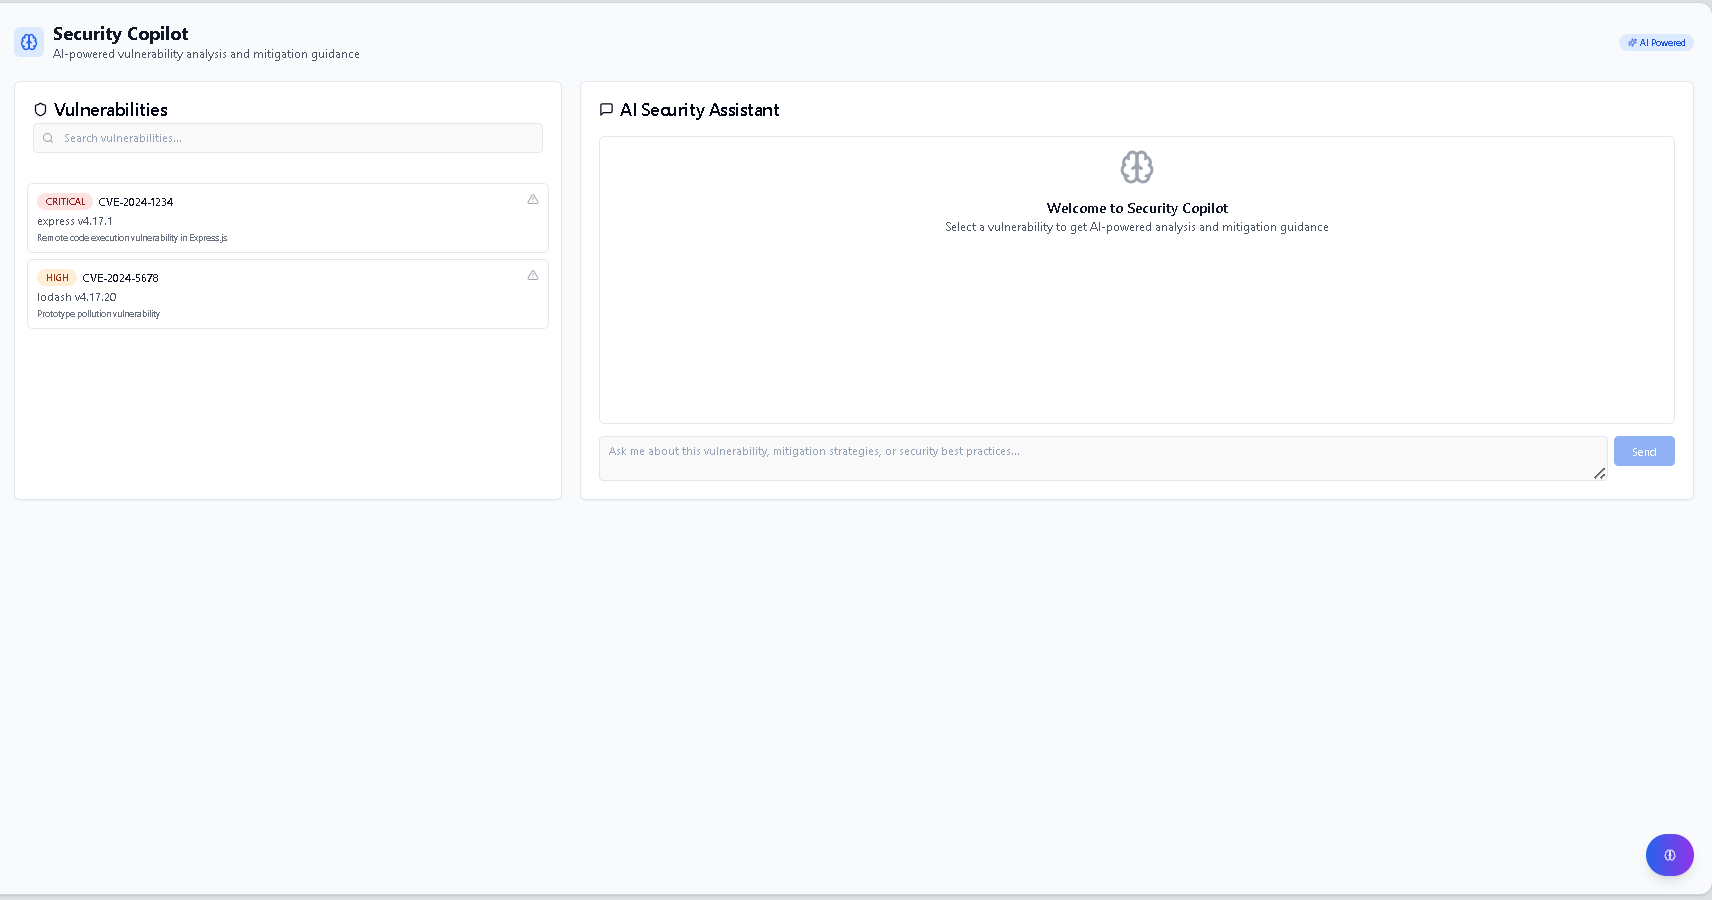 Security Copilot
AI-powered vulnerability analysis and mitigation guidance
AI Powered
Vulnerabilities
Search vulnerabilities...
CRITICAL CVE-2024-1234
express v4.17.1
Remote code execution vulnerability in Express.js
HIGH CVE-2024-5678
lodash v4.17.20
Prototype pollution vulnerability
AI Security Assistant
Welcome to Security Copilot
Select a vulnerability to get AI-powered analysis and mitigation guidance
Ask me about this vulnerability, mitigation strategies, or security best practices...
Send